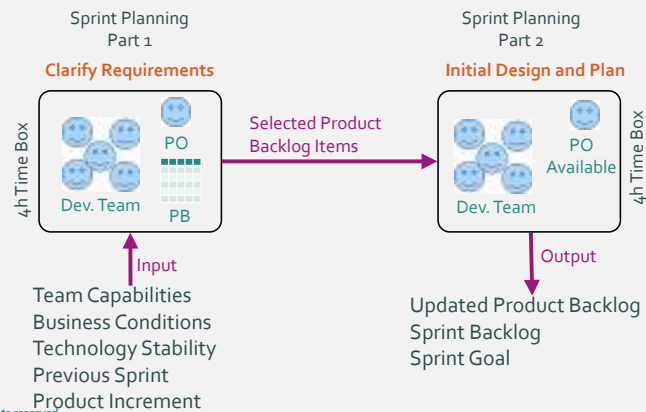 Sprint Planning
Part 1
Clarify Requirements
4h Time Box
PO
Dev. Team
PB
Selected Product
Backlog Items
Sprint Planning
Part 2
Initial Design and Plan
PO
Available
Dev. Team
4h Time Box
Input
Team Capabilities
Business Conditions
Technology Stability
Previous Sprint
Product Increment
Output
Updated Product Backlog
Sprint Backlog
Sprint Goal